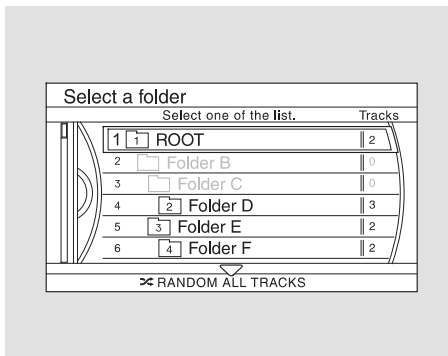 Select a folder
Select one of the list. Tracks
1 1 ROOT 2
2 Folder B 0
3 Folder C 0
4 2 Folder D 3
5 3 Folder E 2
6 4 Folder F 2
RANDOM ALL TRACKS